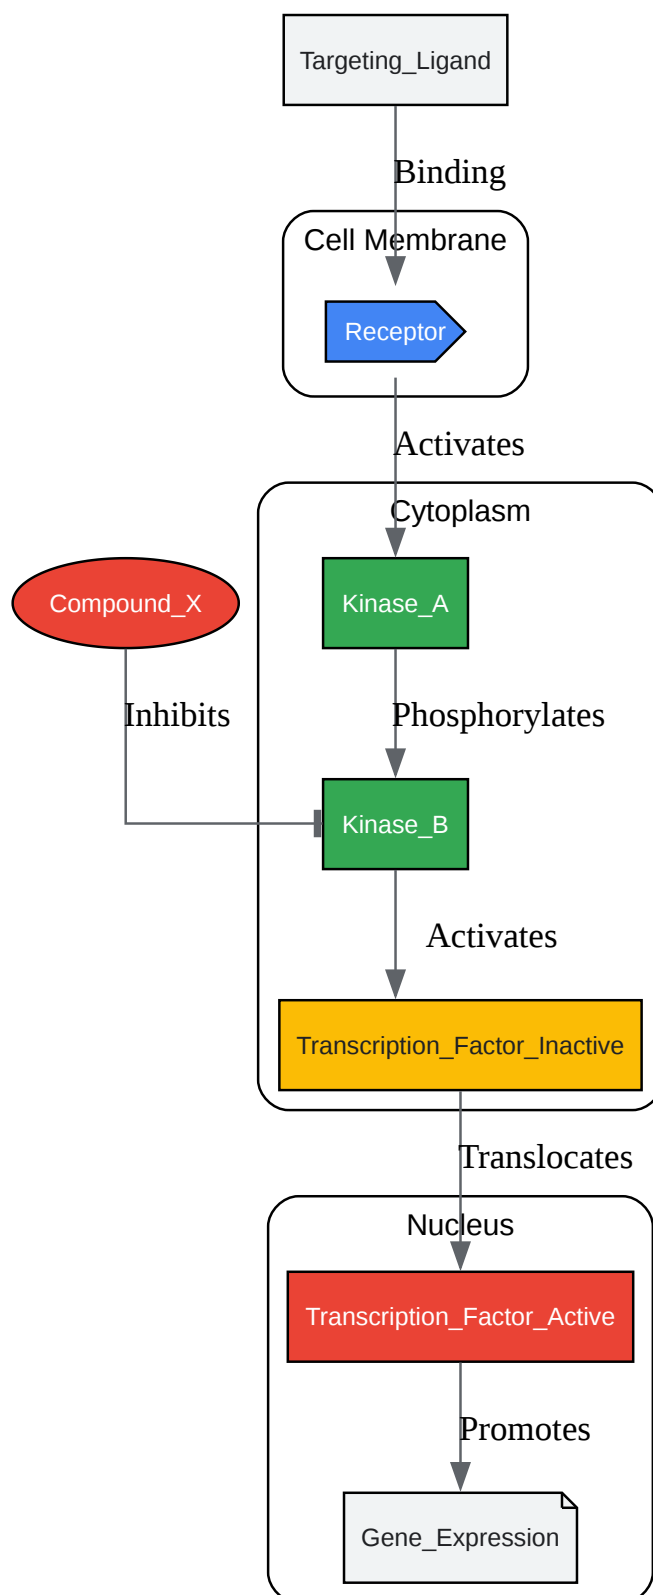 Targeting_Ligand
Binding
Cell Membrane
Receptor
Activates
Cytoplasm
Compound_X
Kinase_A
Inhibits
Phosphorylates
Kinase_B
Activates
Transcription_Factor_Inactive
Translocates
Nucleus
Transcription_Factor_Active
Promotes
Gene_Expression